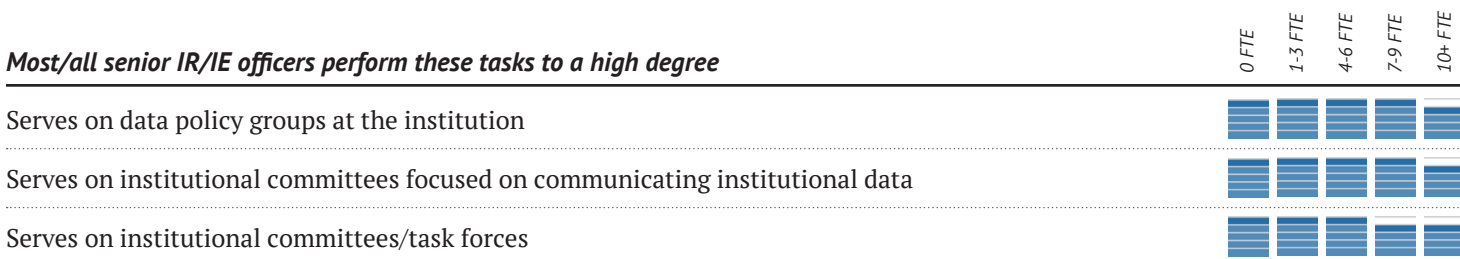 Most/all senior IR/IE officers perform these tasks to a high degree
0 FTE
1-3 FTE
4-6 FTE
7-9 FTE
10+ FTE
Serves on data policy groups at the institution
Serves on institutional committees focused on communicating institutional data
Serves on institutional committees/task forces